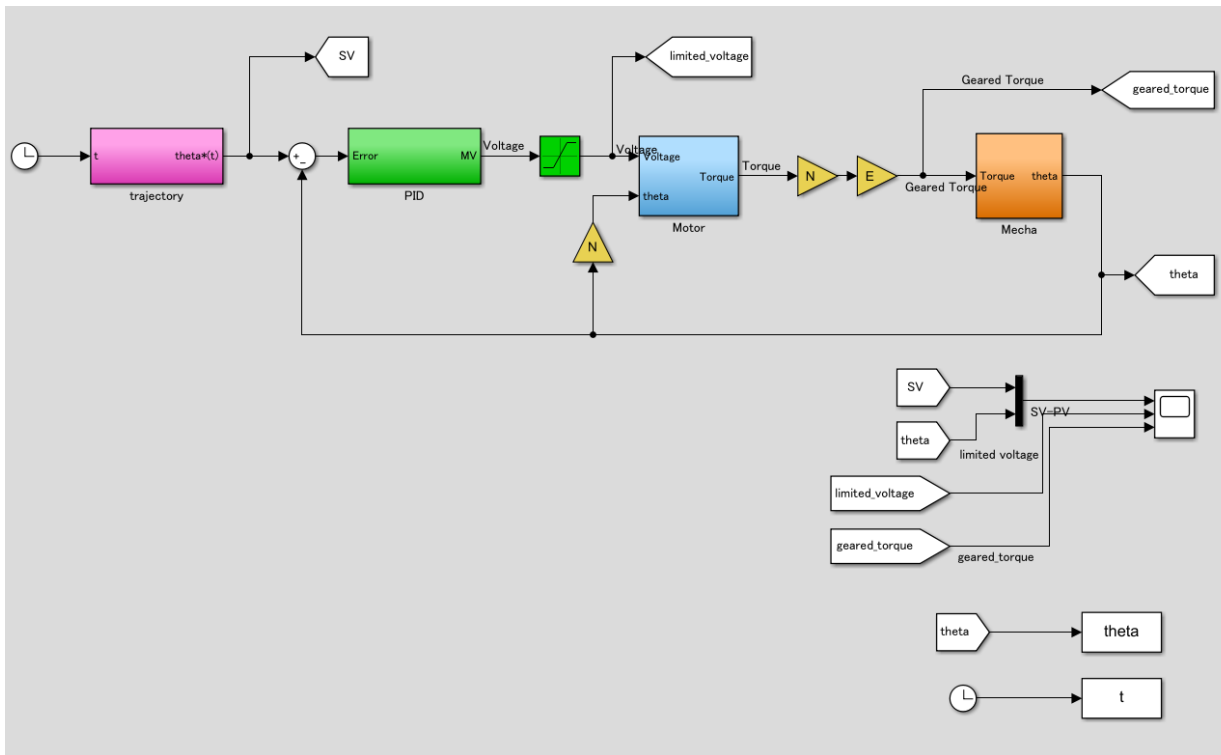 SV
limited_voltage
Geared Torque
geared_torque
t
theta*(t)
trajectory
+
-
Error
MV
PID
Voltage
Voltage
Voltage
theta
Torque
Motor
Torque
N
E
Geared Torque
Torque
theta
Mecha
N
theta
SV
SV-PV
theta
limited voltage
limited_voltage
geared_torque
geared_torque
theta
theta
t